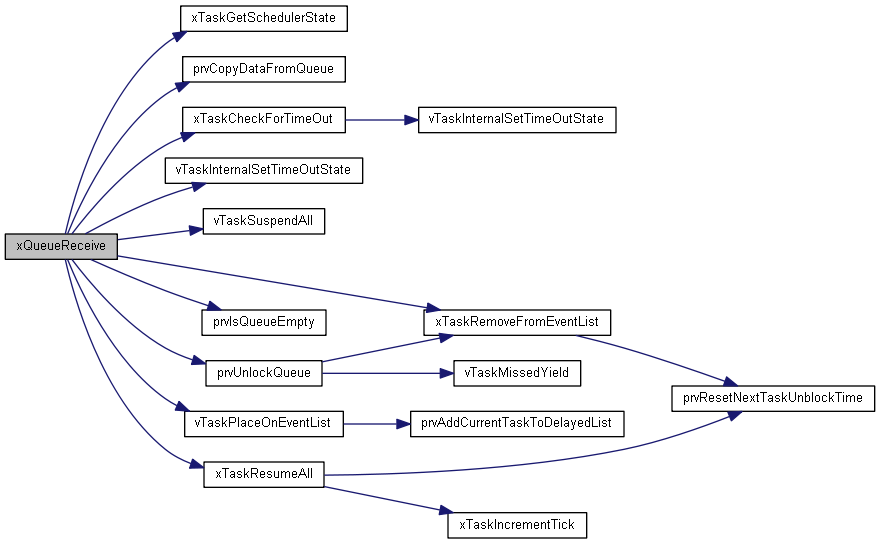 xTaskGetSchedulerState
prvCopyDataFromQueue
xTaskCheckForTimeOut
vTaskInternalSetTimeOutState
vTaskInternalSetTimeOutState
vTaskSuspendAll
xQueueReceive
prvIsQueueEmpty
xTaskRemoveFromEventList
prvUnlockQueue
vTaskMissedYield
prvResetNextTaskUnblockTime
vTaskPlaceOnEventList
prvAddCurrentTaskToDelayedList
xTaskResumeAll
xTaskIncrementTick